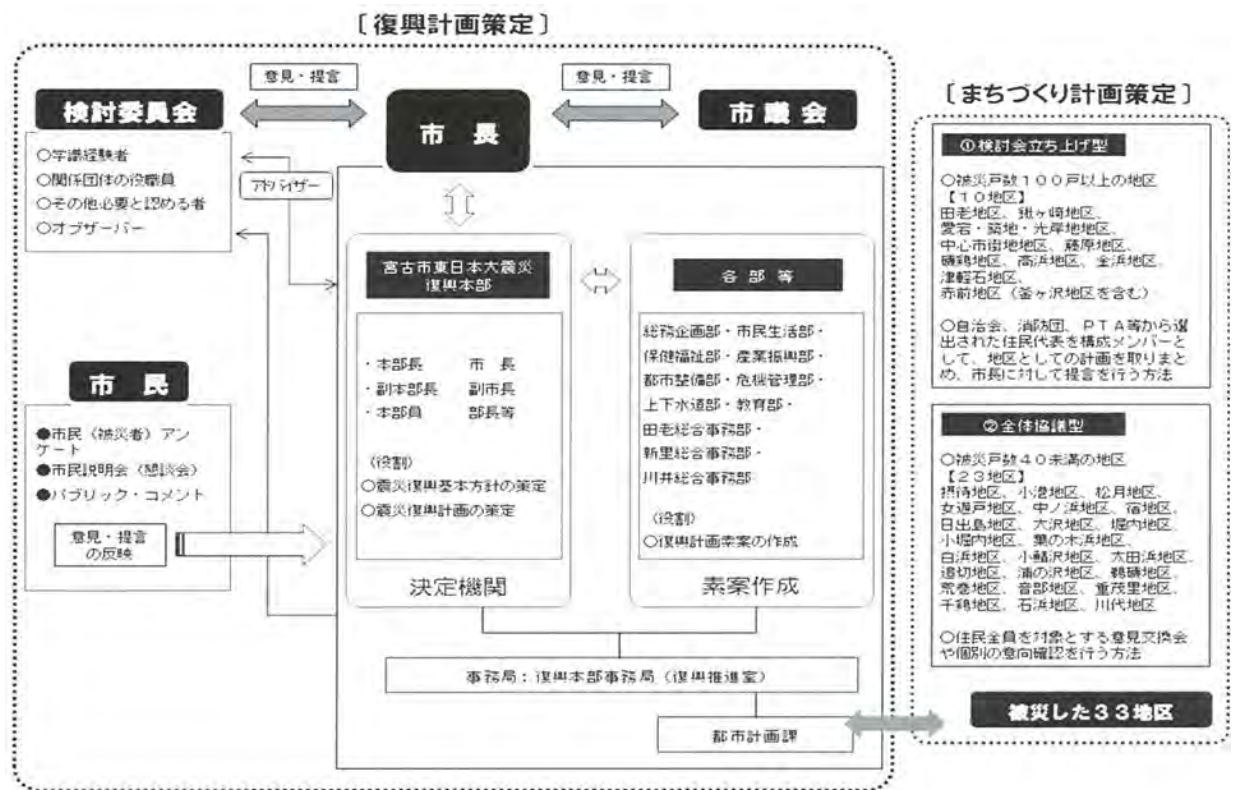 〔復興計画策定〕
意見・提言
意見・提言
検討委員会
市 長
市 議 会
○学識経験者
○関係団体の役職員
○その他必要と認める者
○オブザーバー
アドバイザー
宮古市東日本大震災
復興本部
・本部長 市 長
・副本部長 副市長
・本部員 部長等
(役割)
○震災復興基本方針の策定
○震災復興計画の策定
決定機関
各 部 等
総務企画部・市民生活部・
保健福祉部・産業振興部・
都市整備部・危機管理部・
上下水道部・教育部・
田老総合事務部・
新里総合事務部・
川井総合事務部
(役割)
○復興計画素案の作成
素案作成
市 民
●市民(被災者)アン
ケート
●市民説明会(懇談会)
●パブリック・コメント
意見・提言
の反映
事務局:復興本部事務局(復興推進室)
都市計画課
〔まちづくり計画策定〕
①検討会立ち上げ型
○被災戸数100戸以上の地区
【10地区】
田老地区、鍬ヶ崎地区、
愛宕・築地・光岸地地区、
中心市街地地区、藤原地区、
磯鶏地区、高浜地区、金浜地区、
津軽石地区、
赤前地区(釜ヶ沢地区を含む)
○自治会、消防団、PTA等から選
出された住民代表を構成メンバーと
して、地区としての計画を取りまと
め、市長に対して提言を行う方法
②全体協議型
○被災戸数40未満の地区
【23地区】
摂待地区、小港地区、松月地区、
女遊戸地区、中ノ浜地区、宿地区、
日出島地区、大沢地区、堀内地区、
小堀内地区、葉の木浜地区、
白浜地区、小鯖沢地区、太田浜地区、
追切地区、浦の沢地区、鵜磯地区、
荒巻地区、音部地区、重茂里地区、
千鶏地区、石浜地区、川代地区
○住民全員を対象とする意見交換会
や個別の意向確認を行う方法
被災した33地区